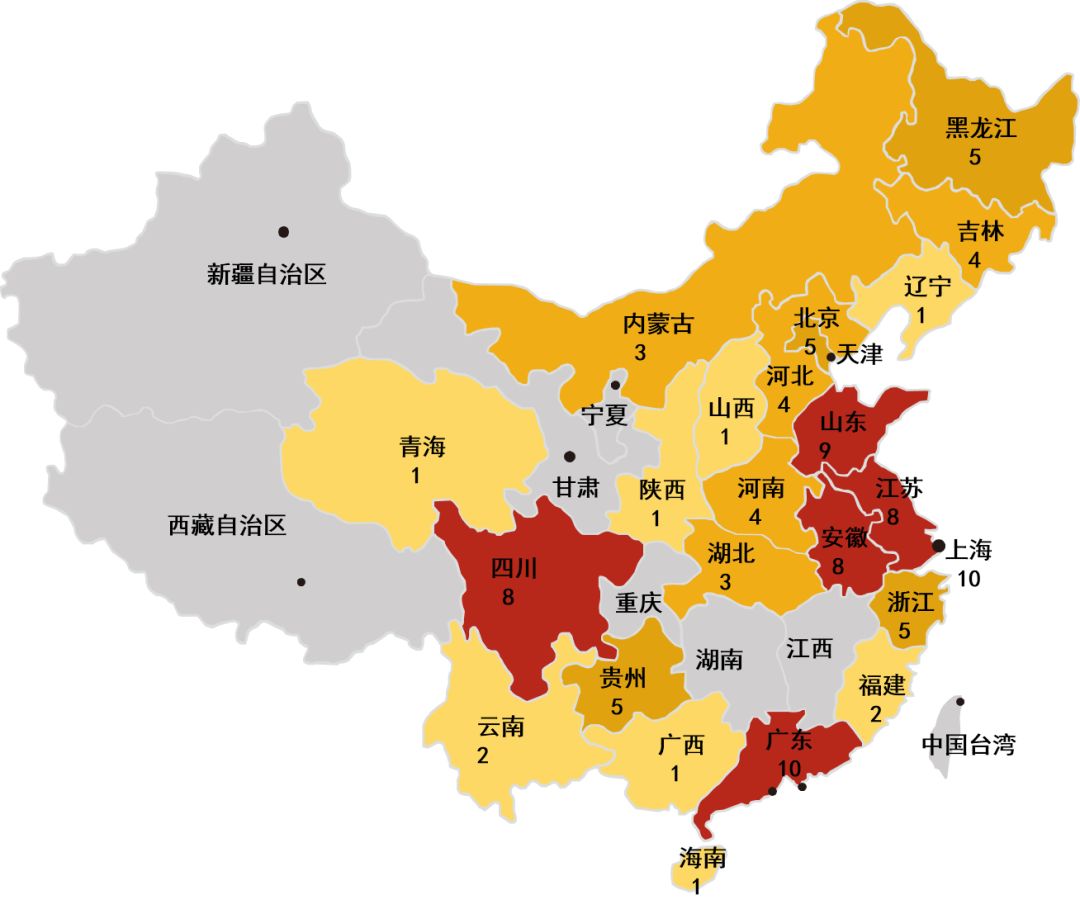 黑龙江
5
吉林
4
辽宁
1
新疆自治区
内蒙古
3
北京
5
天津
河北
4
宁夏
山西
1
山东
9
青海
1
甘肃
陕西
1
河南
4
江苏
8
西藏自治区
安徽
8
上海
10
湖北
3
四川
8
重庆
浙江
5
湖南
江西
贵州
5
福建
2
云南
2
广西
1
广东
10
中国台湾
海南
1